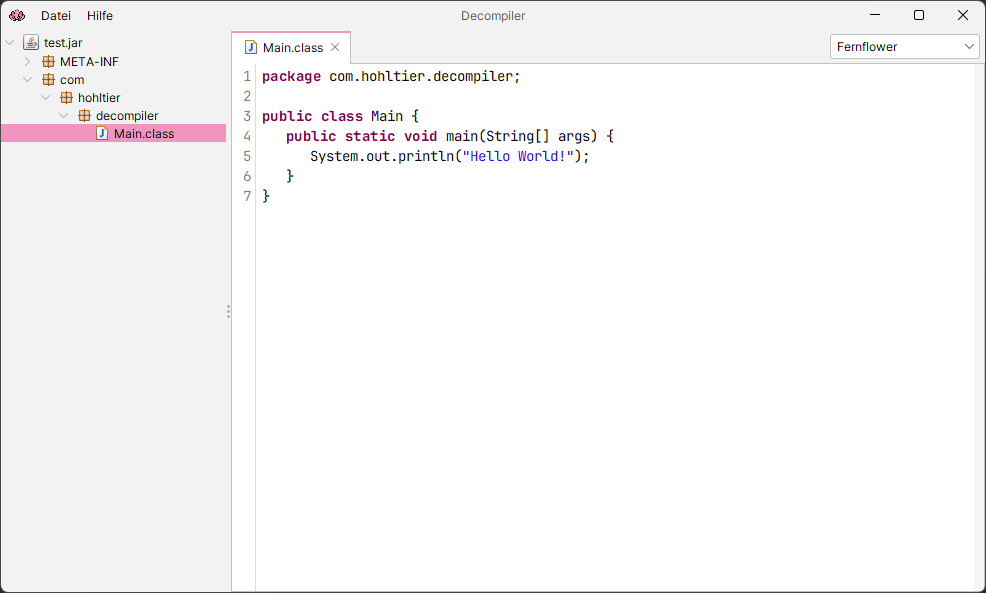 Datei Hilfe Decompiler
test.jar
META-INF
com
hohltier
decompiler
Main.class
Main.class
Fernflower
1 package com.hohltier.decompiler;
2
3 public class Main {
4 public static void main(String[] args) {
5 System.out.println("Hello World!");
6 }
7 }